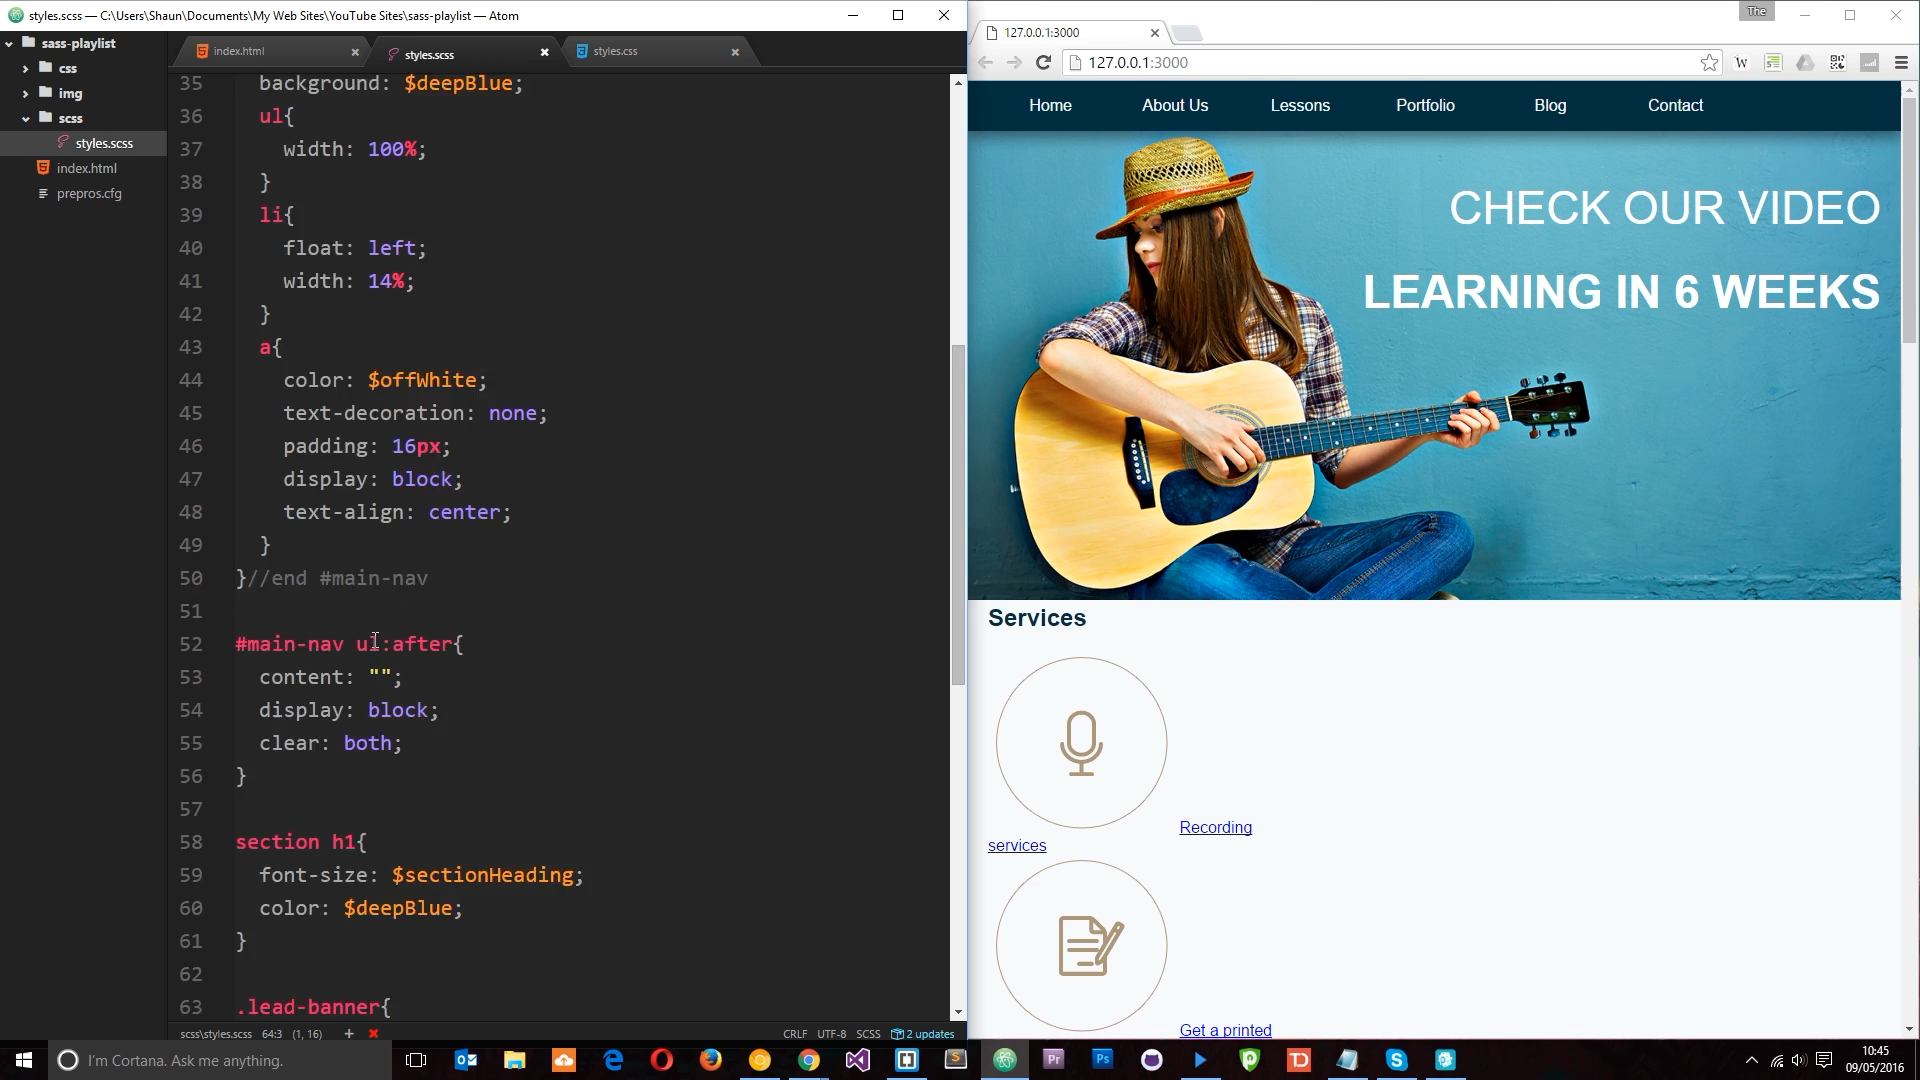 styles.scss — C:\Users\Shaun\Documents\My Web Sites\YouTube Sites\sass-playlist — Atom
sass-playlist
css
img
scss
styles.scss
index.html
prepros.cfg
index.html
styles.scss
styles.css
35 background: $deepBlue;
36 ul{
37 width: 100%;
38 }
39 li{
40 float: left;
41 width: 14%;
42 }
43 a{
44 color: $offWhite;
45 text-decoration: none;
46 padding: 16px;
47 display: block;
48 text-align: center;
49 }
50 }//end #main-nav
51
52 #main-nav ul:after{
53 content: "";
54 display: block;
55 clear: both;
56 }
57
58 section h1{
59 font-size: $sectionHeading;
60 color: $deepBlue;
61 }
62
63 .lead-banner{
scss\styles.scss 64:3 (1, 16)
CRLF UTF-8 SCSS 2 updates
The
127.0.0.1:3000
127.0.0.1:3000
Home About Us Lessons Portfolio Blog Contact
CHECK OUR VIDEO
LEARNING IN 6 WEEKS
Services
Recording
services
Get a printed
I'm Cortana. Ask me anything.
10:45
09/05/2016